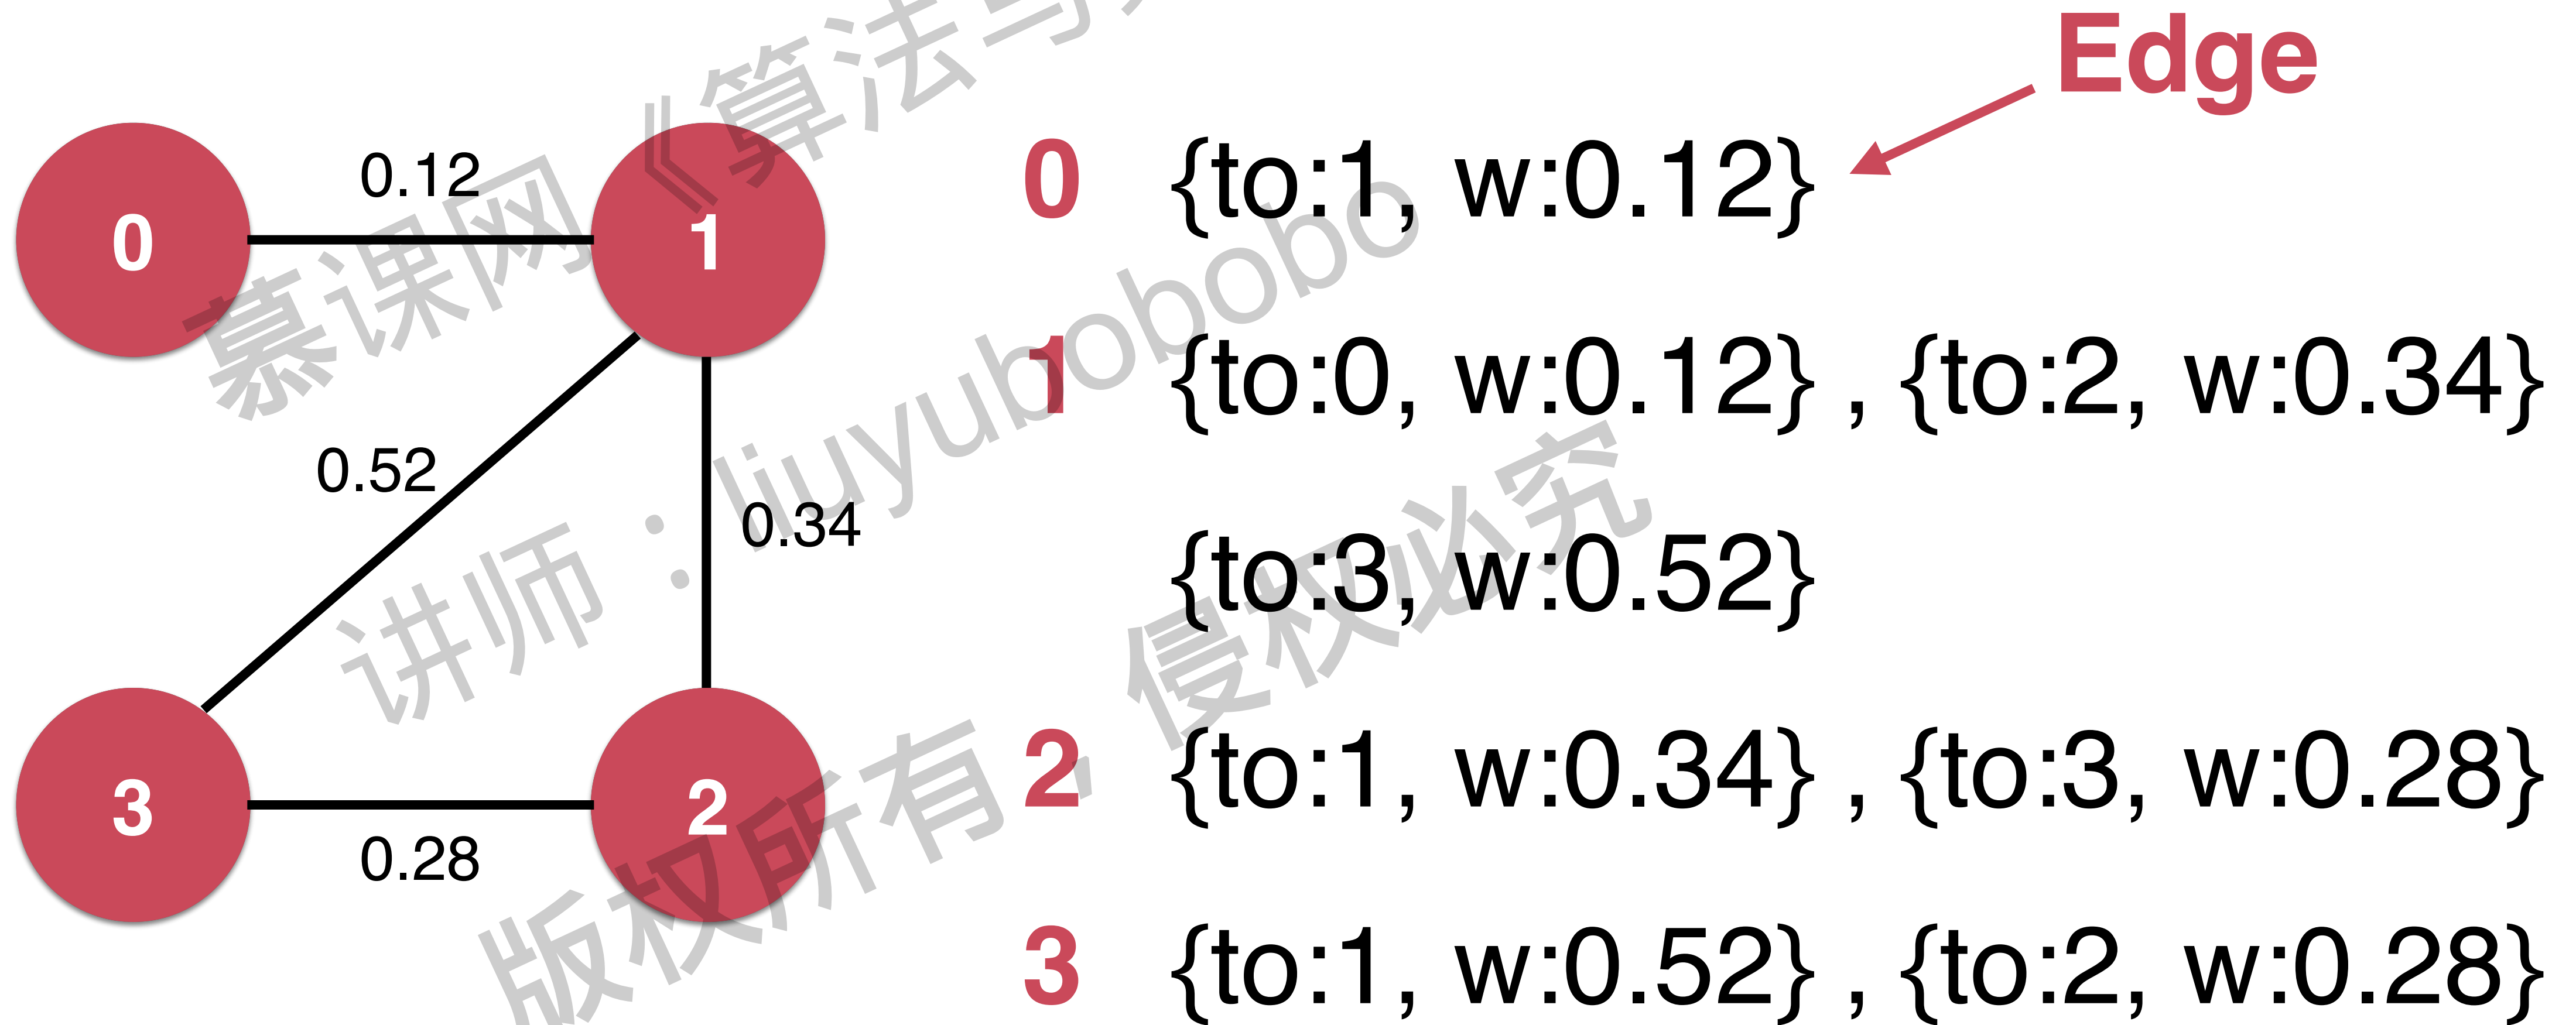 Edge
0.12
0
1
0.52
0.34
3
2
0.28
0 {to:1, w:0.12}
1 {to:0, w:0.12} , {to:2, w:0.34}
{to:3, w:0.52}
2 {to:1, w:0.34} , {to:3, w:0.28}
3 {to:1, w:0.52} , {to:2, w:0.28}
慕课网《算法与
讲师：liuyubobobo
版权所有，侵权必究